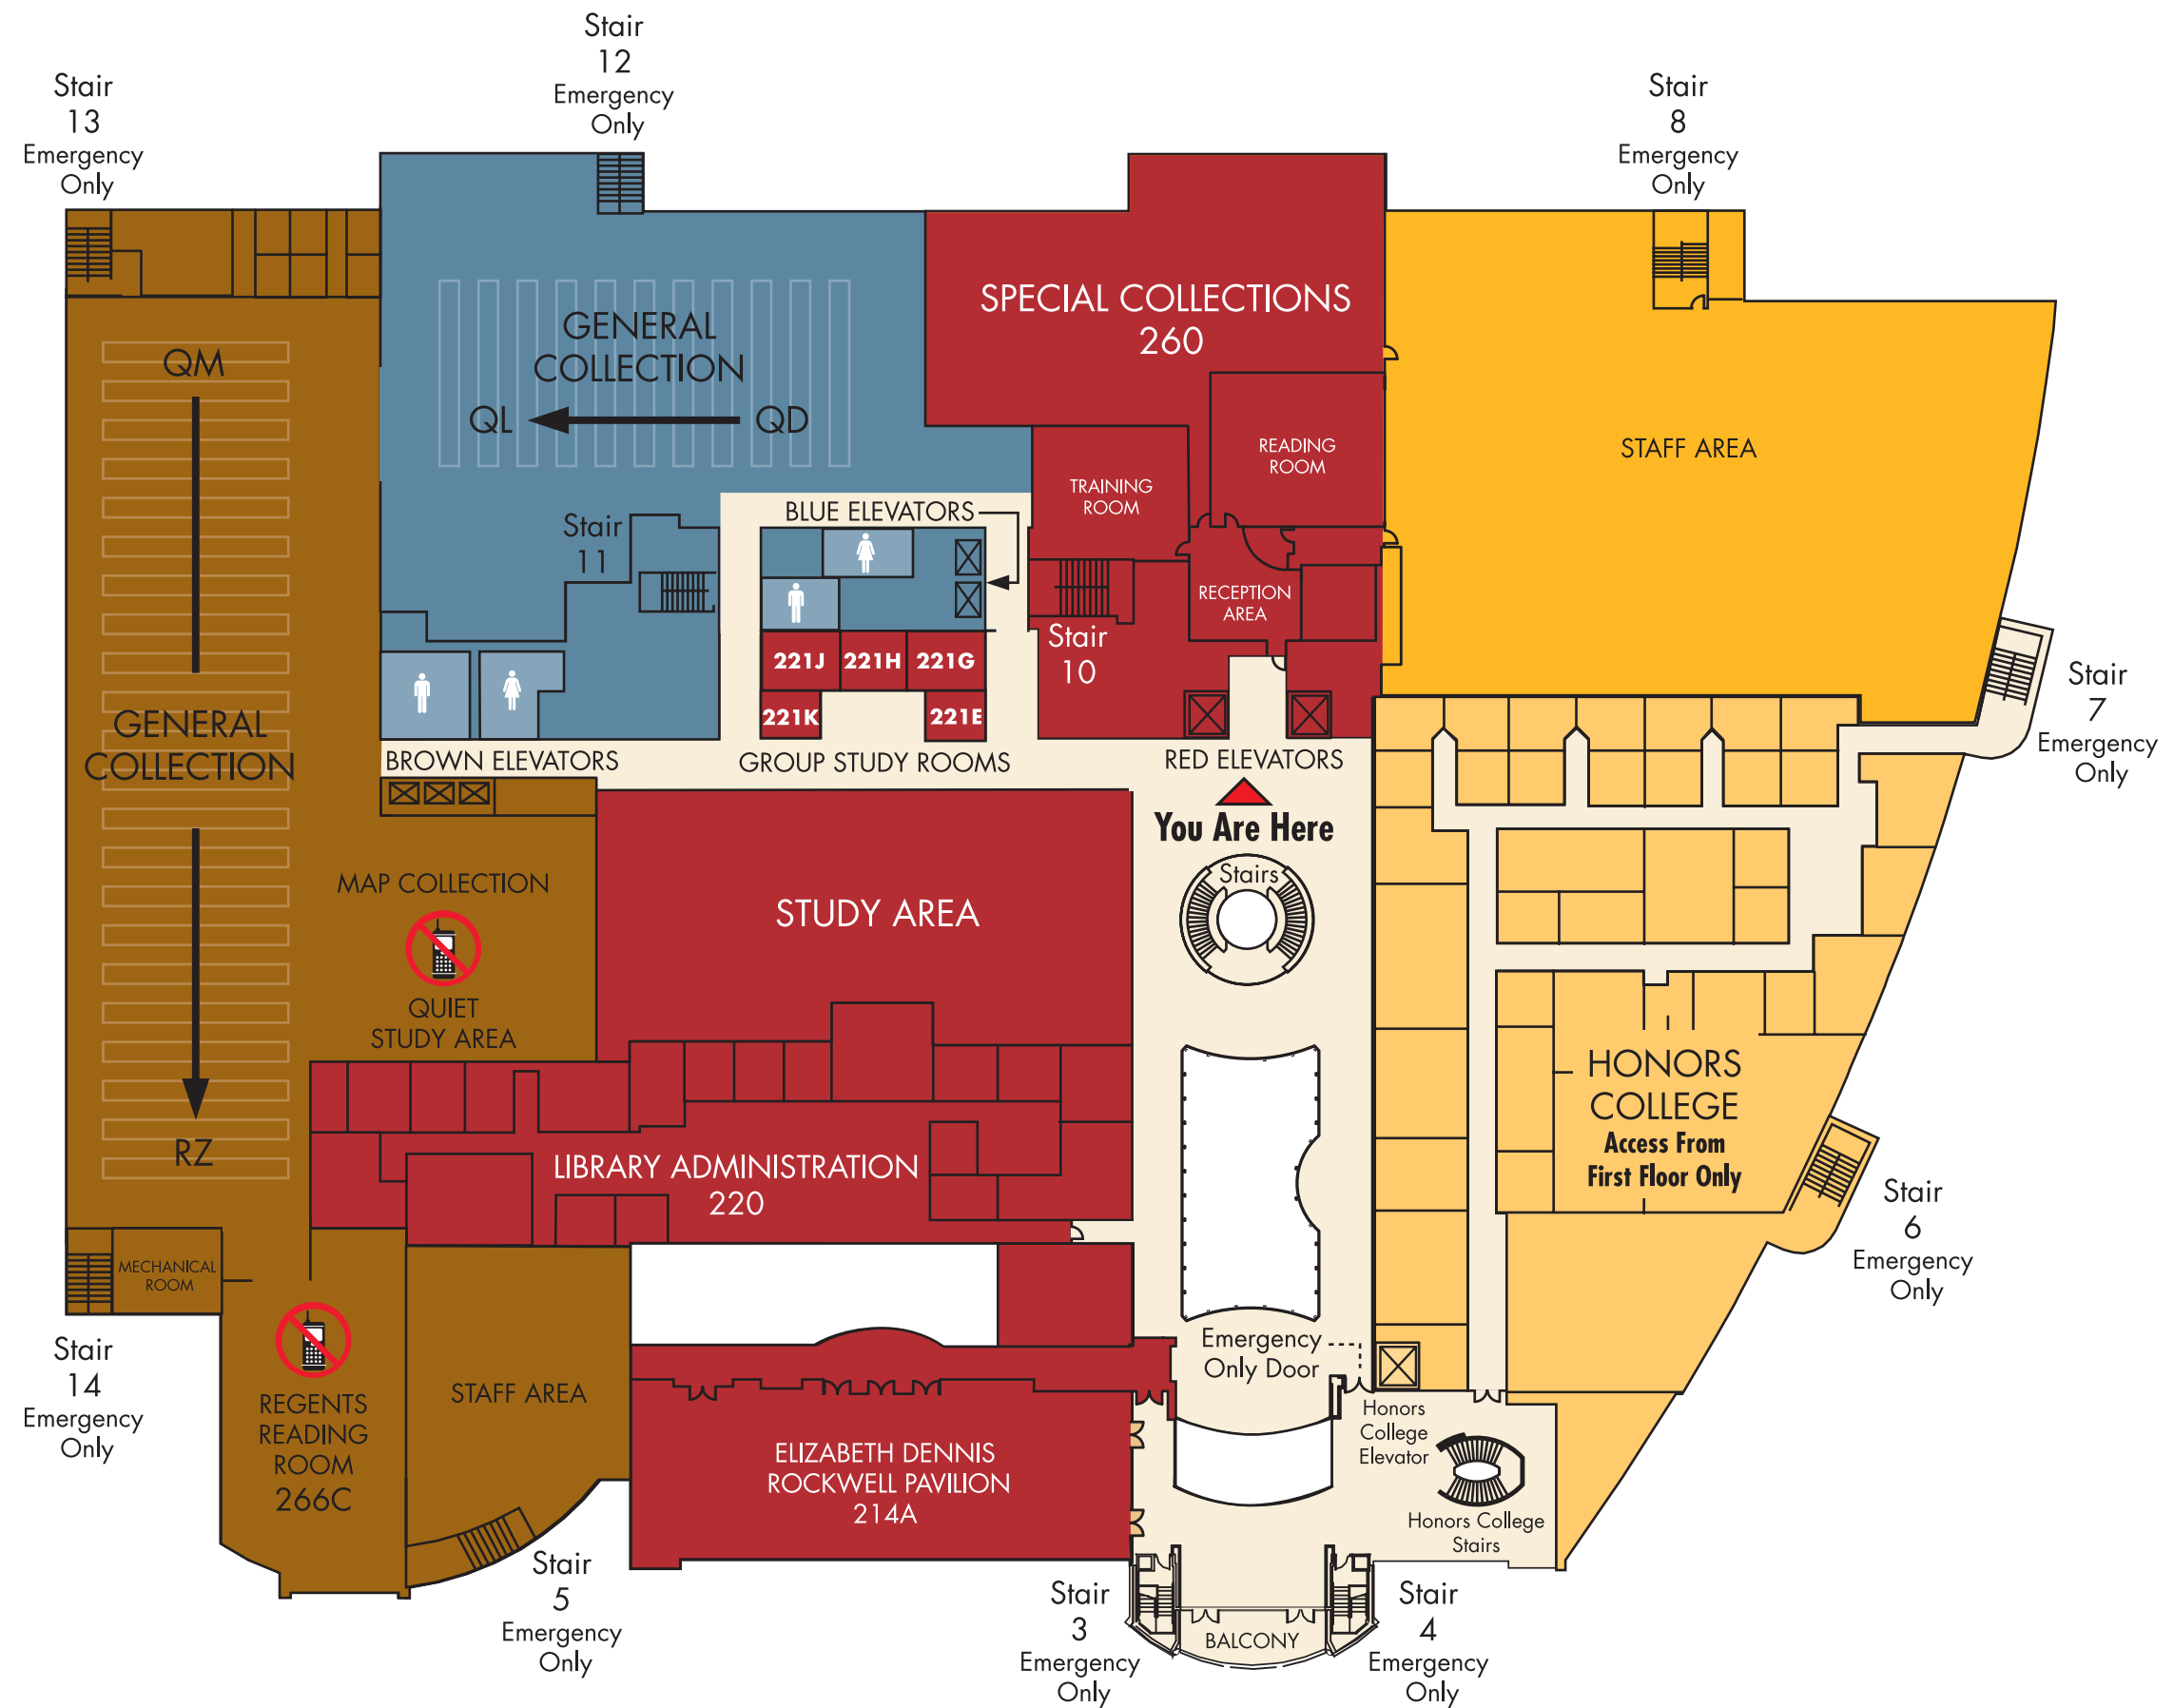 Stair
12
Emergency
Only
Stair
13
Emergency
Only
Stair
8
Emergency
Only
SPECIAL COLLECTIONS
260
GENERAL
COLLECTION
QL
QD
QM
READING
ROOM
STAFF AREA
TRAINING
ROOM
BLUE ELEVATORS
Stair
11
RECEPTION
AREA
Stair
10
221J
221H
221G
221K
221E
Stair
7
Emergency
Only
GENERAL
COLLECTION
BROWN ELEVATORS
GROUP STUDY ROOMS
RED ELEVATORS
You Are Here
Stairs
MAP COLLECTION
QUIET
STUDY AREA
STUDY AREA
HONORS
COLLEGE
Access From
First Floor Only
RZ
LIBRARY ADMINISTRATION
220
Stair
6
Emergency
Only
MECHANICAL
ROOM
Stair
14
Emergency
Only
Emergency
Only Door
REGENTS
READING
ROOM
266C
STAFF AREA
ELIZABETH DENNIS
ROCKWELL PAVILION
214A
Honors
College
Elevator
Honors College
Stairs
Stair
5
Emergency
Only
Stair
3
Emergency
Only
BALCONY
Stair
4
Emergency
Only